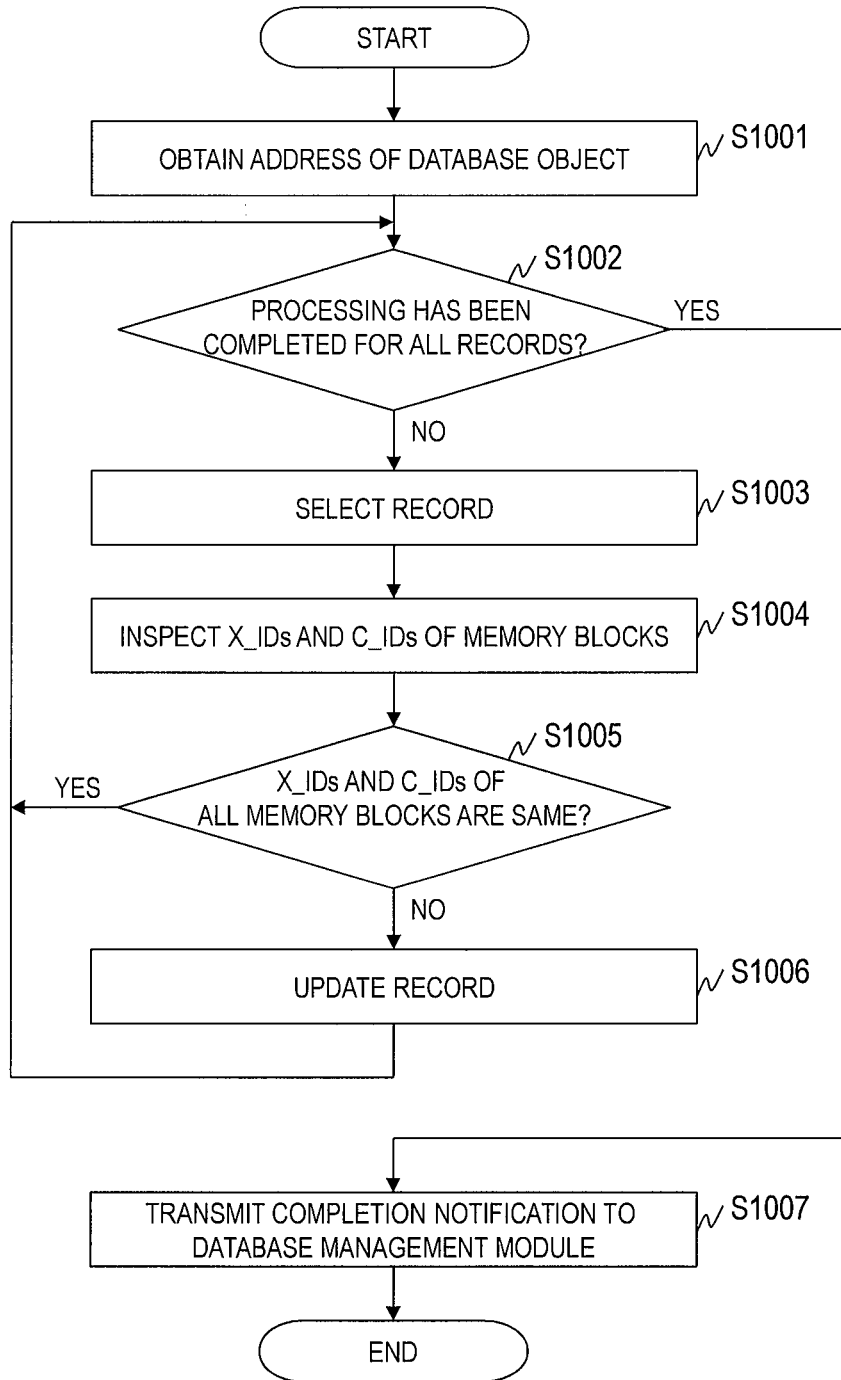 START
OBTAIN ADDRESS OF DATABASE OBJECT
S1001
S1002
PROCESSING HAS BEEN
COMPLETED FOR ALL RECORDS?
YES
NO
SELECT RECORD
S1003
INSPECT X_IDs AND C_IDs OF MEMORY BLOCKS
S1004
S1005
X_IDs AND C_IDs OF
ALL MEMORY BLOCKS ARE SAME?
YES
NO
UPDATE RECORD
S1006
TRANSMIT COMPLETION NOTIFICATION TO
DATABASE MANAGEMENT MODULE
S1007
END